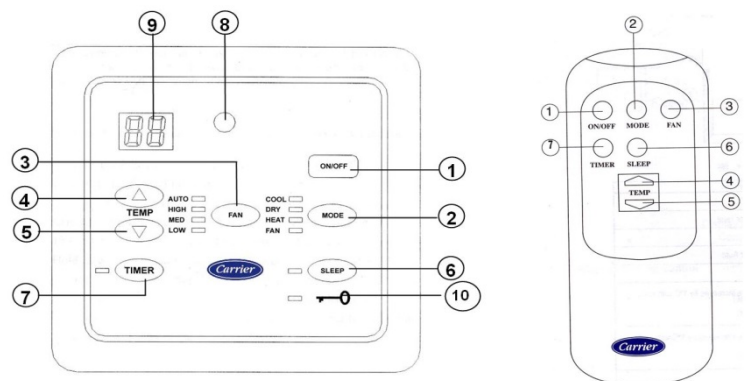 9
8
88
3
ON/OFF
1
4
AUTO
COOL
TEMP
HIGH
FAN
DRY
MODE
2
MED
HEAT
5
LOW
FAN
TIMER
Carrier
SLEEP
6
7
10
2
1
3
ON/OFF MODE FAN
7
6
TIMER SLEEP
4
TEMP
5
Carrier